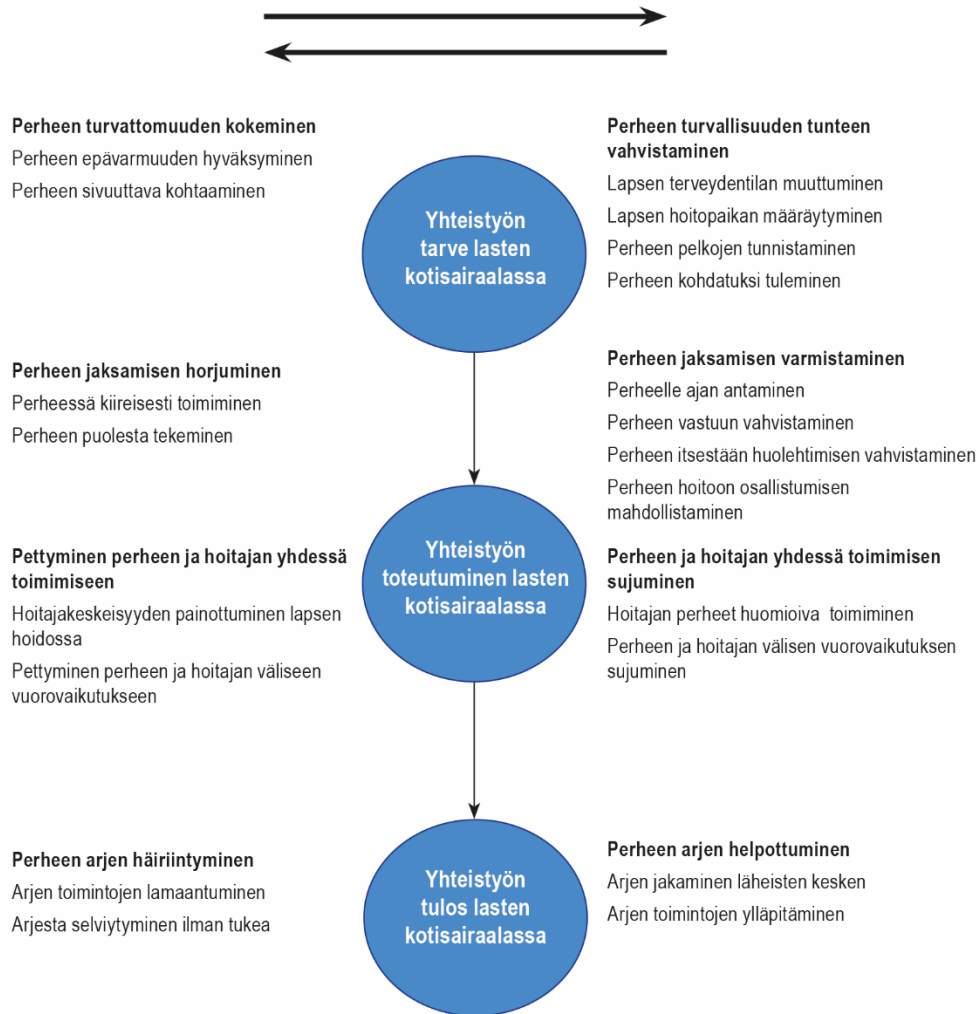 Perheen turvattomuuden kokeminen
Perheen epävarmuuden hyväksyminen
Perheen sivuuttava kohtaaminen
Yhteistyön
tarve lasten
kotisairaalassa
Perheen turvallisuuden tunteen
vahvistaminen
Lapsen terveydentilan muuttuminen
Lapsen hoitopaikan määräytyminen
Perheen pelkojen tunnistaminen
Perheen kohdatuksi tuleminen
Perheen jaksamisen horjuminen
Perheessä kiireisesti toimiminen
Perheen puolesta tekeminen
Perheen jaksamisen varmistaminen
Perheelle ajan antaminen
Perheen vastuun vahvistaminen
Perheen itsestään huolehtimisen vahvistaminen
Perheen hoitoon osallistumisen
mahdollistaminen
Pettyminen perheen ja hoitajan yhdessä
toimimiseen
Hoitajakeskeisyyden painottuminen lapsen
hoidossa
Pettyminen perheen ja hoitajan väliseen
vuorovaikutukseen
Yhteistyön
toteutuminen lasten
kotisairaalassa
Perheen ja hoitajan yhdessä toimimisen
sujuminen
Hoitajan perheet huomioiva toimiminen
Perheen ja hoitajan välisen vuorovaikutuksen
sujuminen
Perheen arjen häiriintyminen
Arjen toimintojen lamaantuminen
Arjesta selviytyminen ilman tukea
Yhteistyön
tulos lasten
kotisairaalassa
Perheen arjen helpottuminen
Arjen jakaminen läheisten kesken
Arjen toimintojen ylläpitäminen